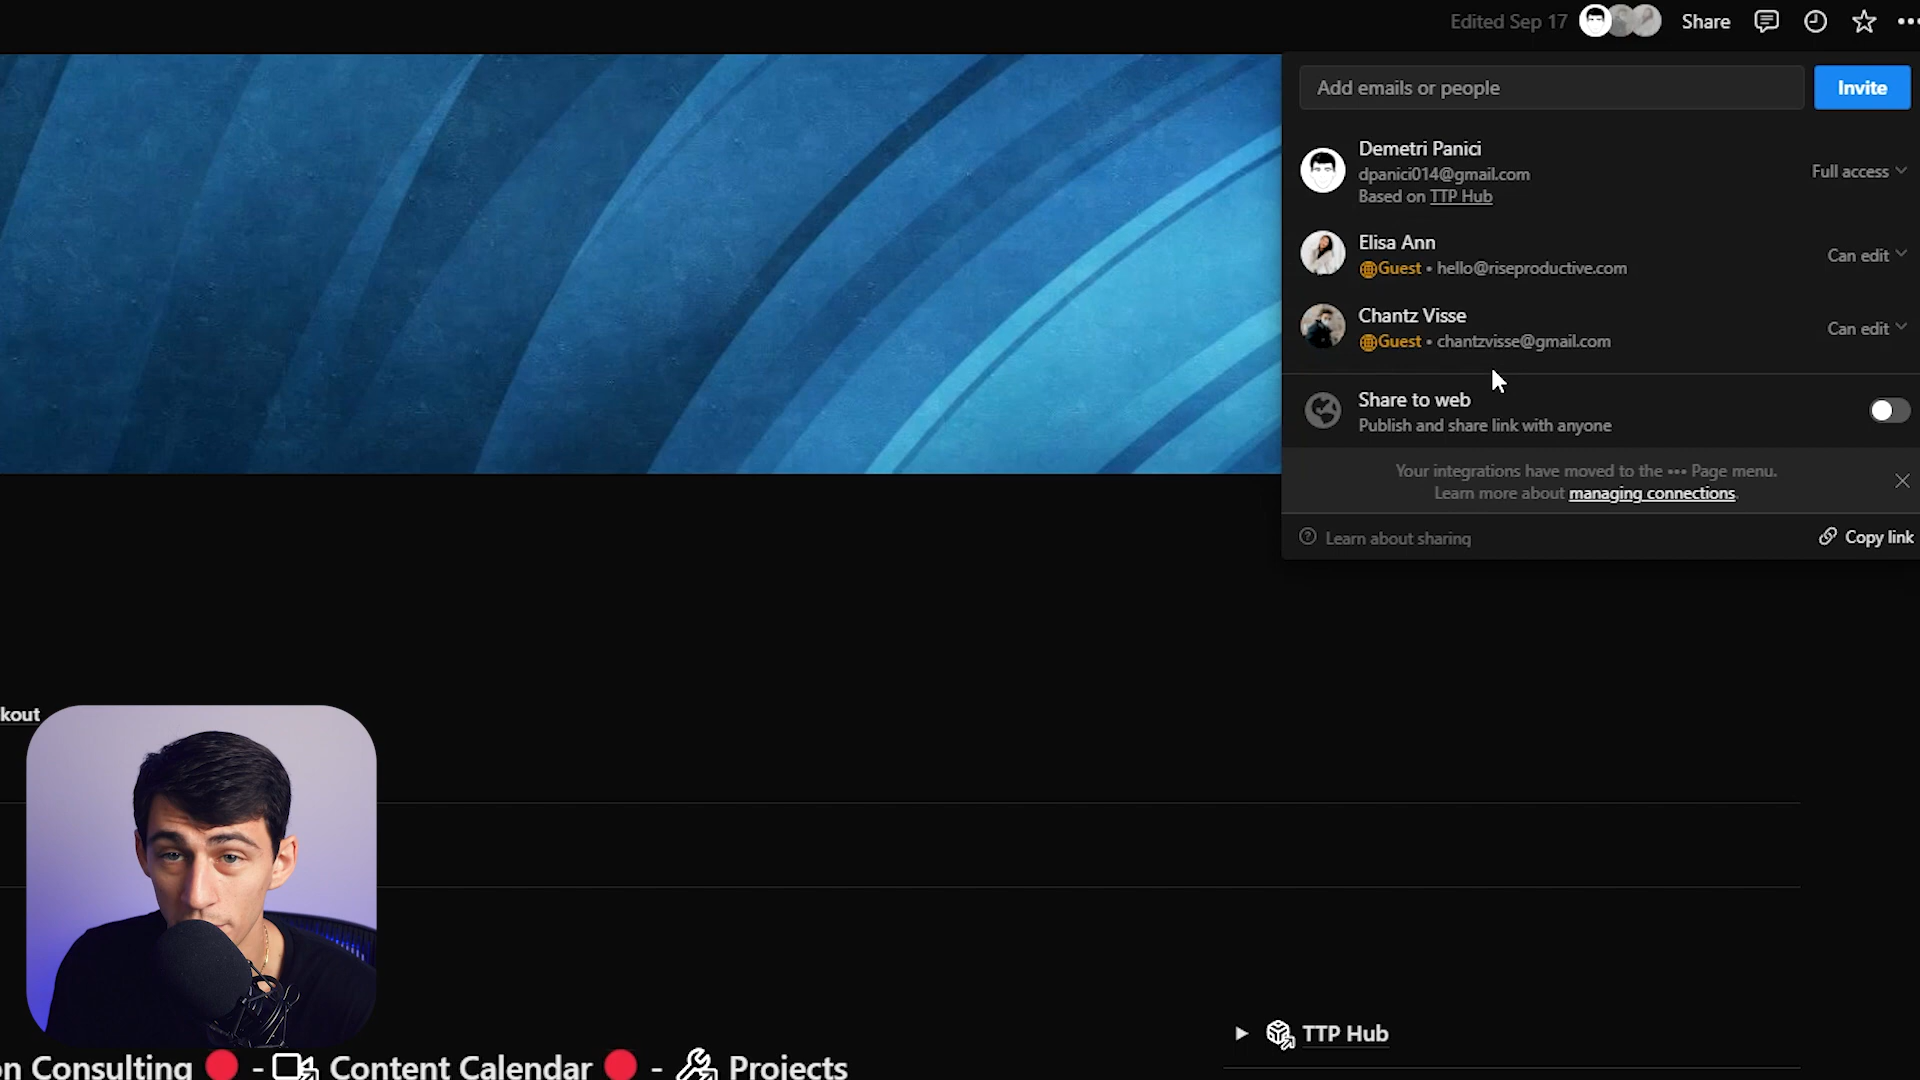 Edited Sep 17
Share
Add emails or people
Invite
Demetri Panici
dpanici014@gmail.com
Based on TTP Hub
Full access
Elisa Ann
Guest • hello@riseproductive.com
Can edit
Chantz Visse
Guest • chantzvisse@gmail.com
Can edit
Share to web
Publish and share link with anyone
Your integrations have moved to the ••• Page menu.
Learn more about managing connections.
Learn about sharing
Copy link
kout
TTP Hub
on Consulting - Content Calendar - Projects